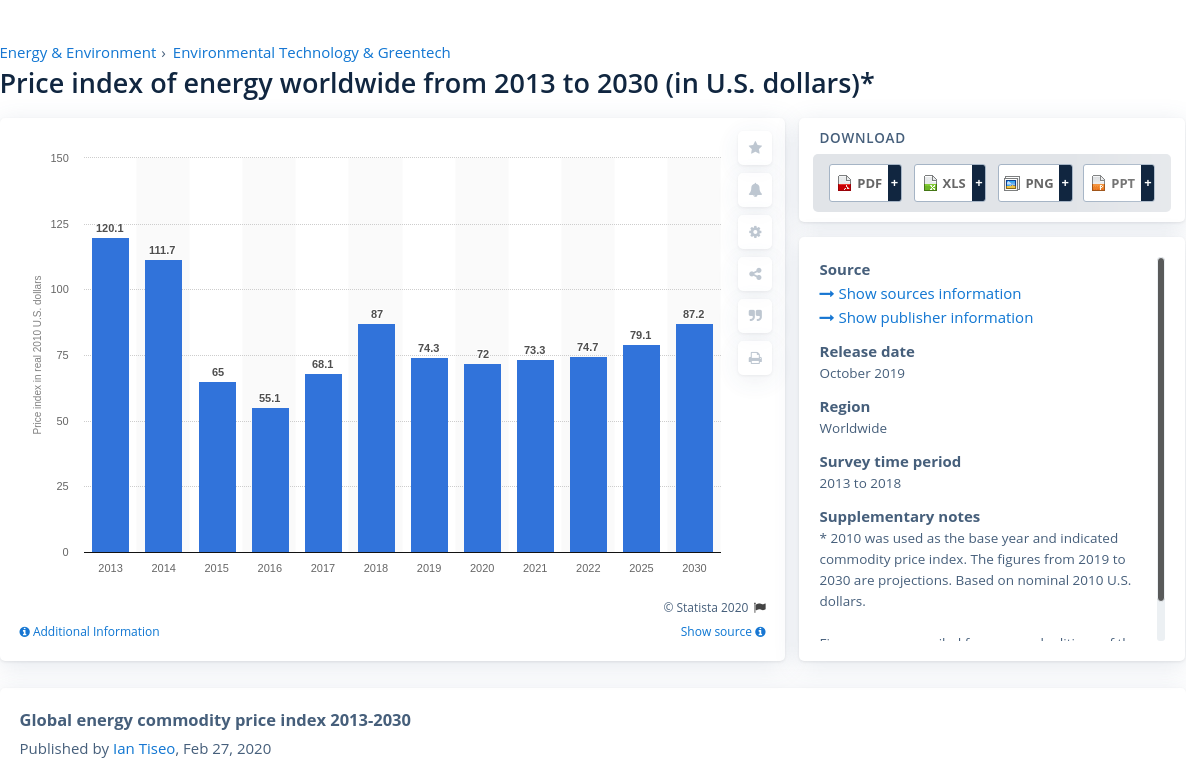 Energy & Environment › Environmental Technology & Greentech
Price index of energy worldwide from 2013 to 2030 (in U.S. dollars)*
Price index in real 2010 U.S. dollars
150
125
100
75
50
25
0
120.1
111.7
65
55.1
68.1
87
74.3
72
73.3
74.7
79.1
87.2
2013 2014 2015 2016 2017 2018 2019 2020 2021 2022 2025 2030
© Statista 2020
Additional Information
Show source
DOWNLOAD
PDF + XLS + PNG + PPT +
Source
Show sources information
Show publisher information
Release date
October 2019
Region
Worldwide
Survey time period
2013 to 2018
Supplementary notes
* 2010 was used as the base year and indicated
commodity price index. The figures from 2019 to
2030 are projections. Based on nominal 2010 U.S.
dollars.
Global energy commodity price index 2013-2030
Published by Ian Tiseo, Feb 27, 2020